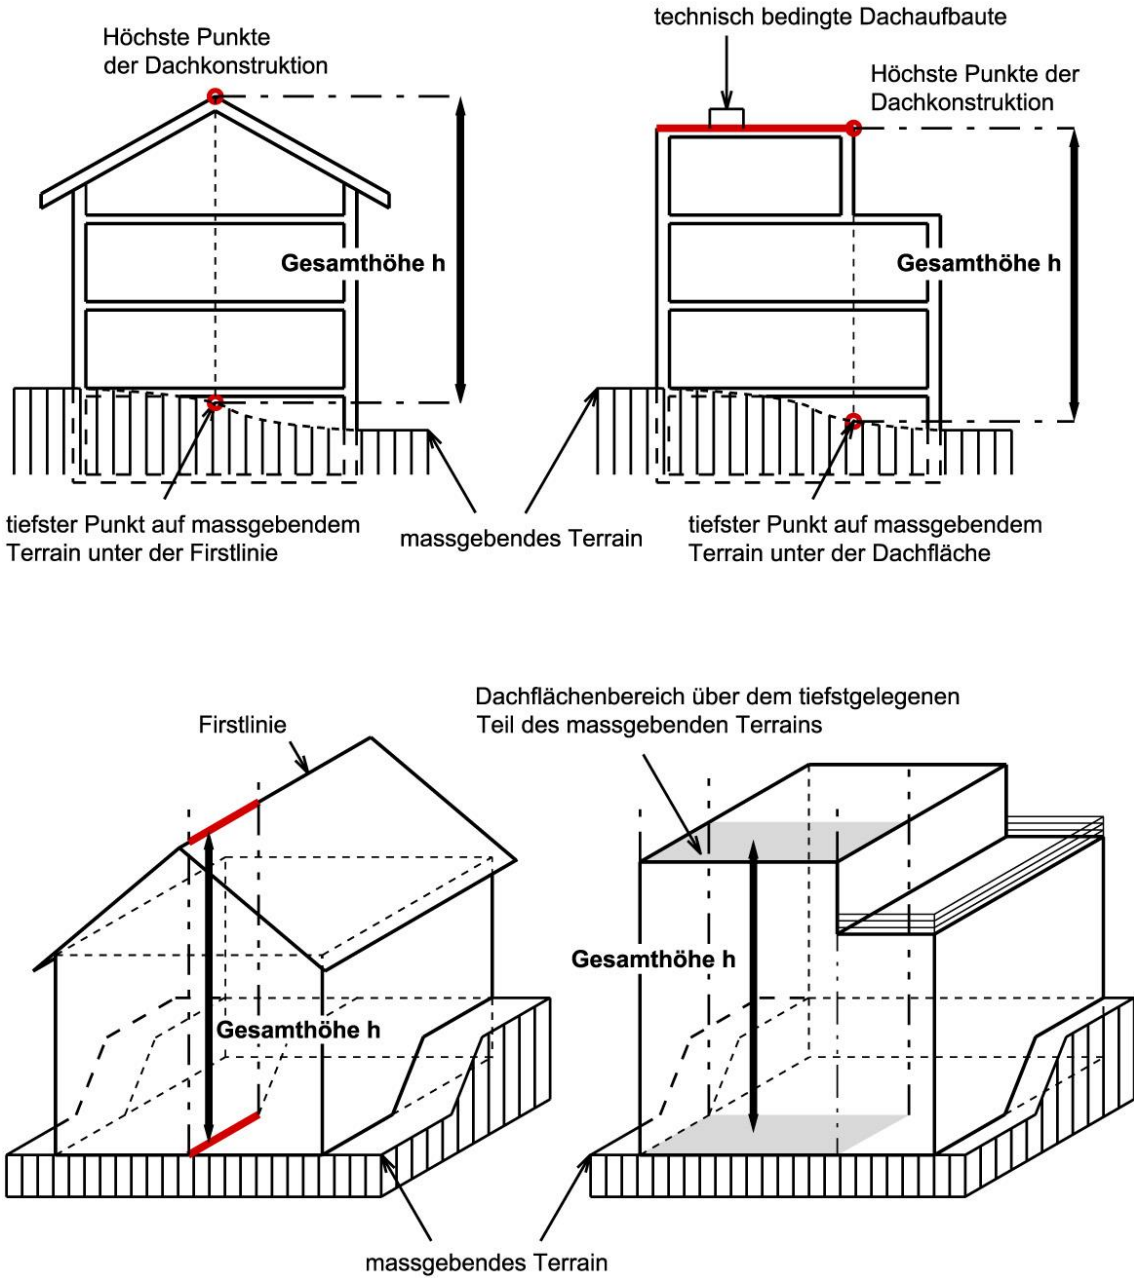 technisch bedingte Dachaufbaute
Höchste Punkte
der Dachkonstruktion
Höchste Punkte der
Dachkonstruktion
Gesamthöhe h
Gesamthöhe h
tiefster Punkt auf massgebendem
Terrain unter der Firstlinie
massgebendes Terrain
tiefster Punkt auf massgebendem
Terrain unter der Dachfläche
Firstlinie
Dachflächenbereich über dem tiefstgelegenen
Teil des massgebenden Terrains
Gesamthöhe h
Gesamthöhe h
massgebendes Terrain